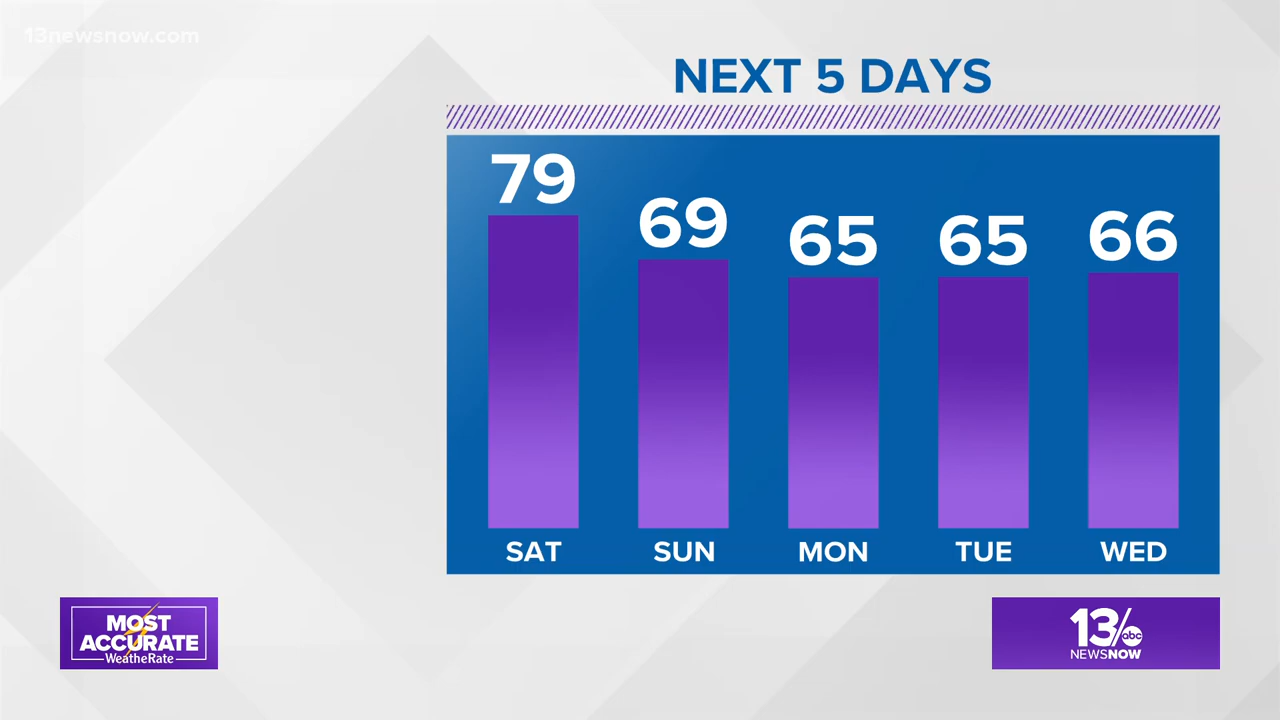 13newsnow.com
NEXT 5 DAYS
79
69
65
65
66
SAT
SUN
MON
TUE
WED
MOST
ACCURATE
WeatheRate
13/
abc
NEWSNOW